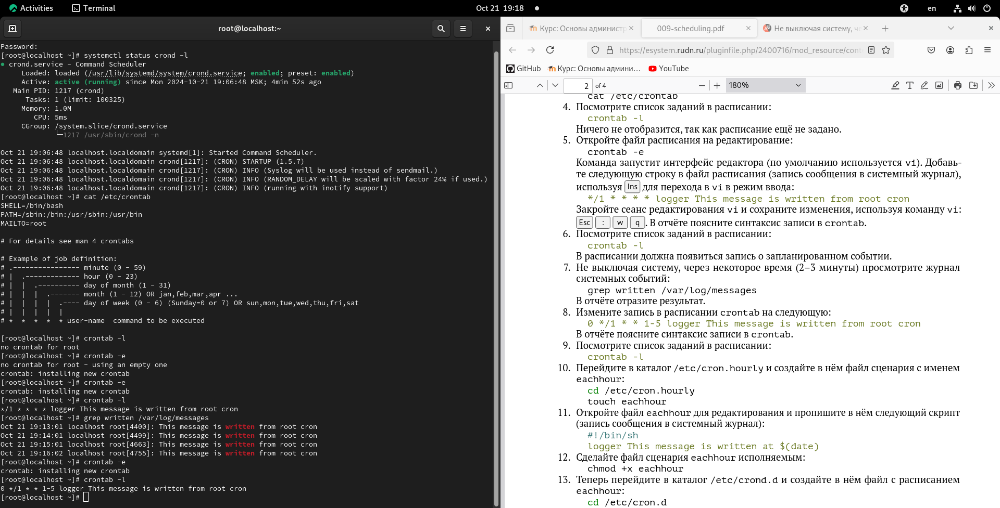 Activities Terminal Oct 21 19:18 en
root@localhost:~
Password:
[root@localhost ~]# systemctl status crond -l
● crond.service - Command Scheduler
Loaded: loaded (/usr/lib/systemd/system/crond.service; enabled; preset: enabled)
Active: active (running) since Mon 2024-10-21 19:06:48 MSK; 4min 52s ago
Main PID: 1217 (crond)
Tasks: 1 (limit: 100325)
Memory: 1.0M
CPU: 5ms
CGroup: /system.slice/crond.service
└─1217 /usr/sbin/crond -n
Oct 21 19:06:48 localhost.localdomain systemd[1]: Started Command Scheduler.
Oct 21 19:06:48 localhost.localdomain crond[1217]: (CRON) STARTUP (1.5.7)
Oct 21 19:06:48 localhost.localdomain crond[1217]: (CRON) INFO (Syslog will be used instead of sendmail.)
Oct 21 19:06:48 localhost.localdomain crond[1217]: (CRON) INFO (RANDOM_DELAY will be scaled with factor 24% if used.)
Oct 21 19:06:48 localhost.localdomain crond[1217]: (CRON) INFO (running with inotify support)
[root@localhost ~]# cat /etc/crontab
SHELL=/bin/bash
PATH=/sbin:/bin:/usr/sbin:/usr/bin
MAILTO=root
# For details see man 4 crontabs
# Example of job definition:
# .---------------- minute (0 - 59)
# |  .------------- hour (0 - 23)
# |  |  .---------- day of month (1 - 31)
# |  |  |  .------- month (1 - 12) OR jan,feb,mar,apr ...
# |  |  |  |  .---- day of week (0 - 6) (Sunday=0 or 7) OR sun,mon,tue,wed,thu,fri,sat
# |  |  |  |  |
# *  *  *  *  * user-name  command to be executed
[root@localhost ~]# crontab -l
no crontab for root
[root@localhost ~]# crontab -e
no crontab for root - using an empty one
crontab: installing new crontab
[root@localhost ~]# crontab -e
crontab: installing new crontab
[root@localhost ~]# crontab -l
*/1 * * * * logger This message is written from root cron
[root@localhost ~]# grep written /var/log/messages
Oct 21 19:13:01 localhost root[4400]: This message is written from root cron
Oct 21 19:14:01 localhost root[4499]: This message is written from root cron
Oct 21 19:15:01 localhost root[4663]: This message is written from root cron
Oct 21 19:16:02 localhost root[4755]: This message is written from root cron
[root@localhost ~]# crontab -e
crontab: installing new crontab
[root@localhost ~]# crontab -l
0 */1 * * 1-5 logger This message is written from root cron
[root@localhost ~]#
Курс: Основы администр 009-scheduling.pdf Не выключая систему, че
https://esystem.rudn.ru/pluginfile.php/2400716/mod_resource/cont
GitHub Курс: Основы админи… YouTube
2 of 4 180%
cat /etc/crontab
4. Посмотрите список заданий в расписании:
crontab -l
Ничего не отобразится, так как расписание ещё не задано.
5. Откройте файл расписания на редактирование:
crontab -e
Команда запустит интерфейс редактора (по умолчанию используется vi). Добавь-
те следующую строку в файл расписания (запись сообщения в системный журнал),
используя Ins для перехода в vi в режим ввода:
*/1 * * * * logger This message is written from root cron
Закройте сеанс редактирования vi и сохраните изменения, используя команду vi:
Esc : w q. В отчёте поясните синтаксис записи в crontab.
6. Посмотрите список заданий в расписании:
crontab -l
В расписании должна появиться запись о запланированном событии.
7. Не выключая систему, через некоторое время (2–3 минуты) просмотрите журнал
системных событий:
grep written /var/log/messages
В отчёте отразите результат.
8. Измените запись в расписании crontab на следующую:
0 */1 * * 1-5 logger This message is written from root cron
В отчёте поясните синтаксис записи в crontab.
9. Посмотрите список заданий в расписании:
crontab -l
10. Перейдите в каталог /etc/cron.hourly и создайте в нём файл сценария с именем
eachhour:
cd /etc/cron.hourly
touch eachhour
11. Откройте файл eachhour для редактирования и пропишите в нём следующий скрипт
(запись сообщения в системный журнал):
#!/bin/sh
logger This message is written at $(date)
12. Сделайте файл сценария eachhour исполняемым:
chmod +x eachhour
13. Теперь перейдите в каталог /etc/crond.d и создайте в нём файл с расписанием
eachhour:
cd /etc/cron.d